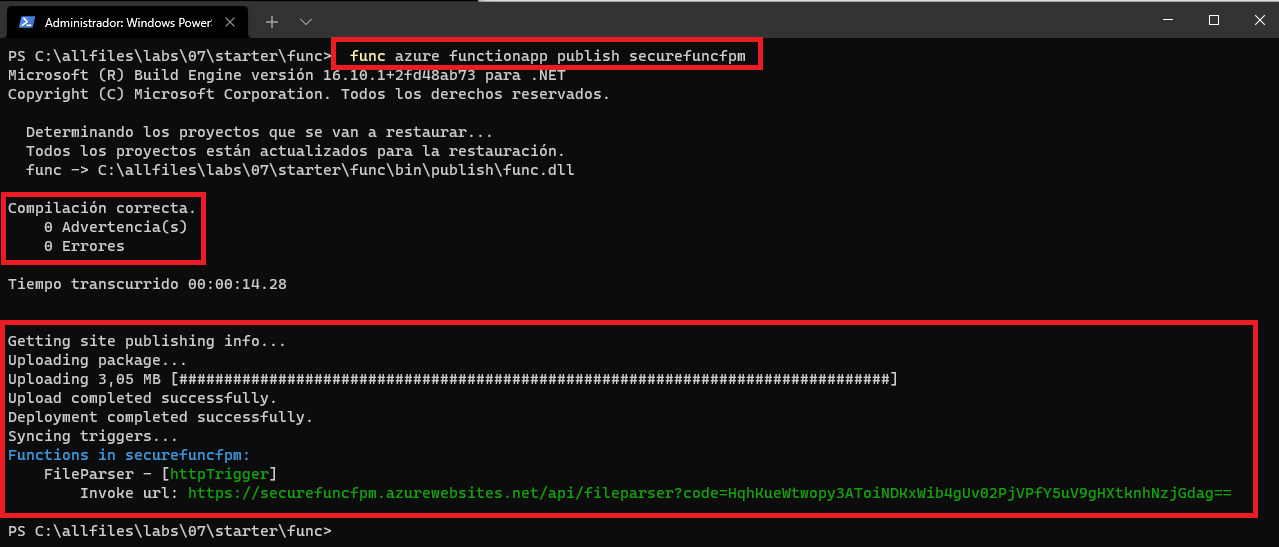 Administrador: Windows Power
PS C:\allfiles\labs\07\starter\func> func azure functionapp publish securefuncfpm
Microsoft (R) Build Engine versión 16.10.1+2fd48ab73 para .NET
Copyright (C) Microsoft Corporation. Todos los derechos reservados.
Determinando los proyectos que se van a restaurar...
Todos los proyectos están actualizados para la restauración.
func -> C:\allfiles\labs\07\starter\func\bin\publish\func.dll
Compilación correcta.
0 Advertencia(s)
0 Errores
Tiempo transcurrido 00:00:14.28
Getting site publishing info...
Uploading package...
Uploading 3,05 MB [###############################################################################]
Upload completed successfully.
Deployment completed successfully.
Syncing triggers...
Functions in securefuncfpm:
FileParser - [httpTrigger]
Invoke url: https://securefuncfpm.azurewebsites.net/api/fileparser?code=HqhKueWtwopy3AToiNDKxWib4gUv02PjVPfY5uV9gHXtknhNzjGdag==
PS C:\allfiles\labs\07\starter\func>